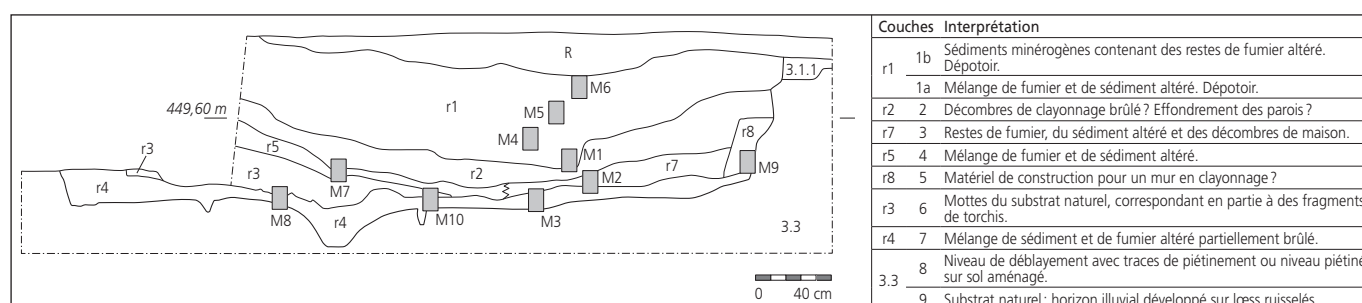 R
3.1.1
M6
r1
M5
449,60 m
M4
r8
r3
r5
M1
M9
r7
r2
M2
r4
r3
M7
M8
r4
M10
M3
3.3
0 40 cm
Couches Interprétation
r1 1b Sédiments minérogènes contenant des restes de fumier altéré.
Dépotoir.
1a Mélange de fumier et de sédiment altéré. Dépotoir.
r2 2 Décombres de clayonnage brûlé ? Effondrement des parois ?
r7 3 Restes de fumier, du sédiment altéré et des décombres de maison.
r5 4 Mélange de fumier et de sédiment altéré.
r8 5 Matériel de construction pour un mur en clayonnage ?
r3 6 Mottes du substrat naturel, correspondant en partie à des fragments
de torchis.
r4 7 Mélange de sédiment et de fumier altéré partiellement brûlé.
3.3 8 Niveau de déblayement avec traces de piétinement ou niveau piétiné
sur sol aménagé.
9 Substrat naturel : horizon illuvial développé sur lœss ruisselés